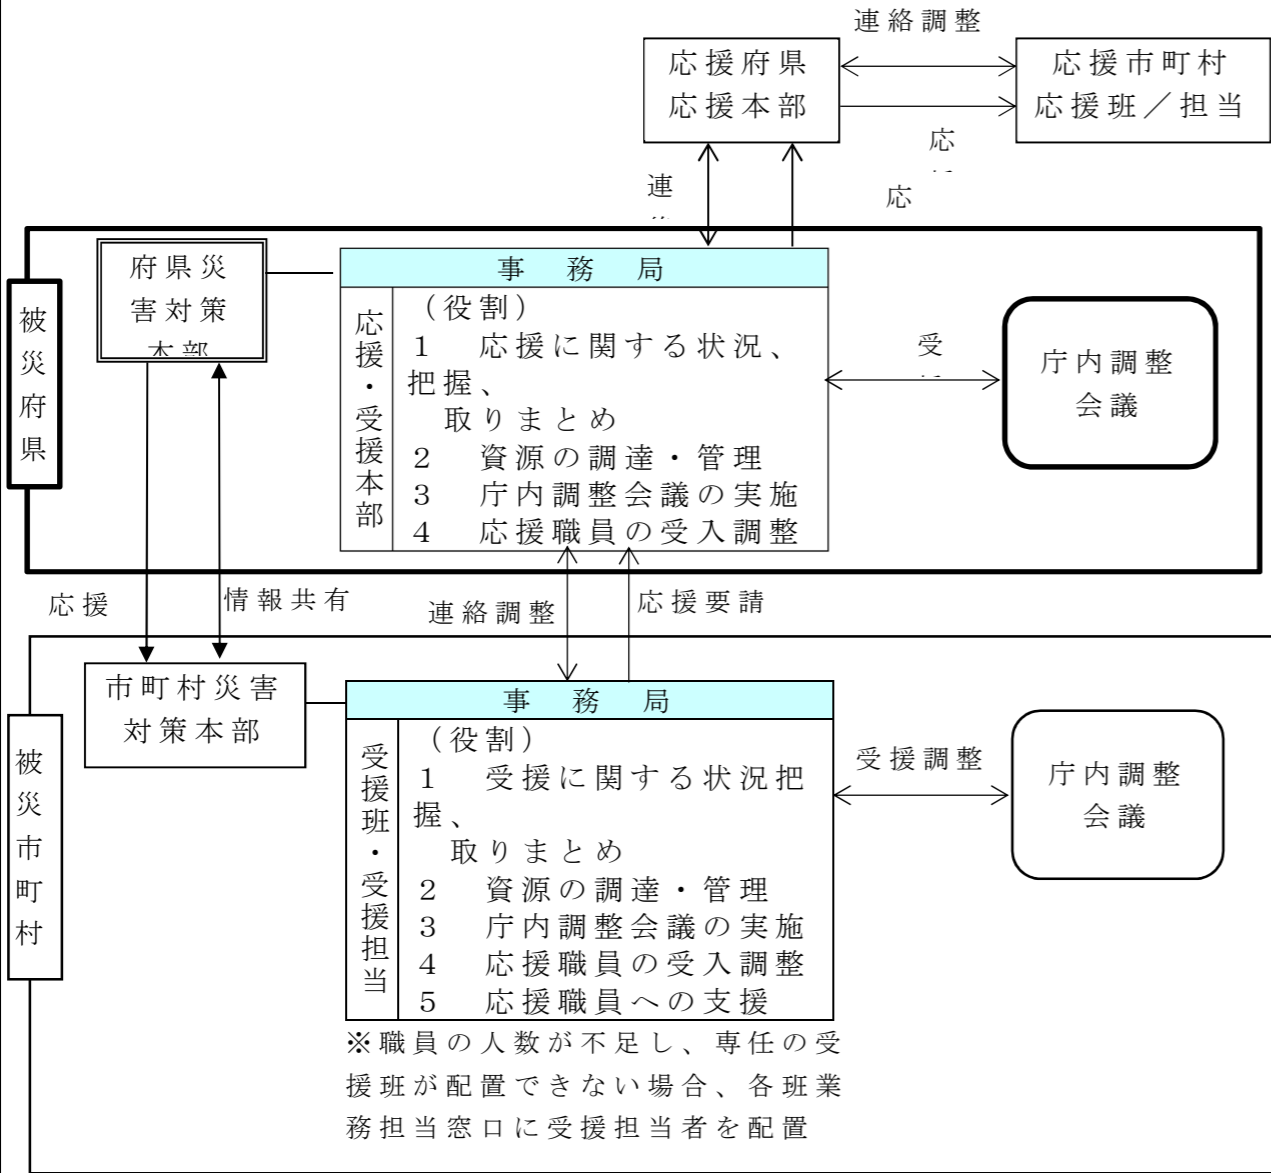 連絡調整
応援府県
応援本部
応援市町村
応援班／担当
応
連
応
被災府県
府県災
害対策
本部
事　務　局
応援・受援本部
（役割）
１　応援に関する状況、
把握、
取りまとめ
２　資源の調達・管理
３　庁内調整会議の実施
４　応援職員の受入調整
受
庁内調整
会議
応援
情報共有
連絡調整
応援要請
被災市町村
市町村災害
対策本部
事　務　局
受援班・受援担当
（役割）
１　受援に関する状況把
握、
取りまとめ
２　資源の調達・管理
３　庁内調整会議の実施
４　応援職員の受入調整
５　応援職員への支援
受援調整
庁内調整
会議
※職員の人数が不足し、専任の受
援班が配置できない場合、各班業
務担当窓口に受援担当者を配置